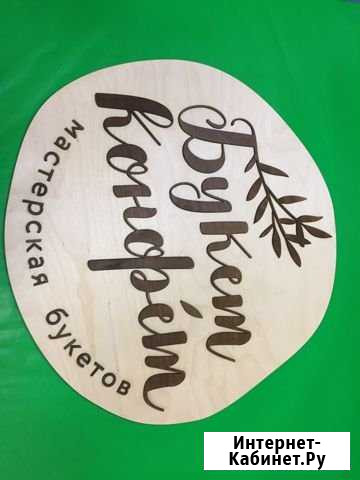 Букет
конфет
мастерская букетов
Интернет-
Кабинет.Ру